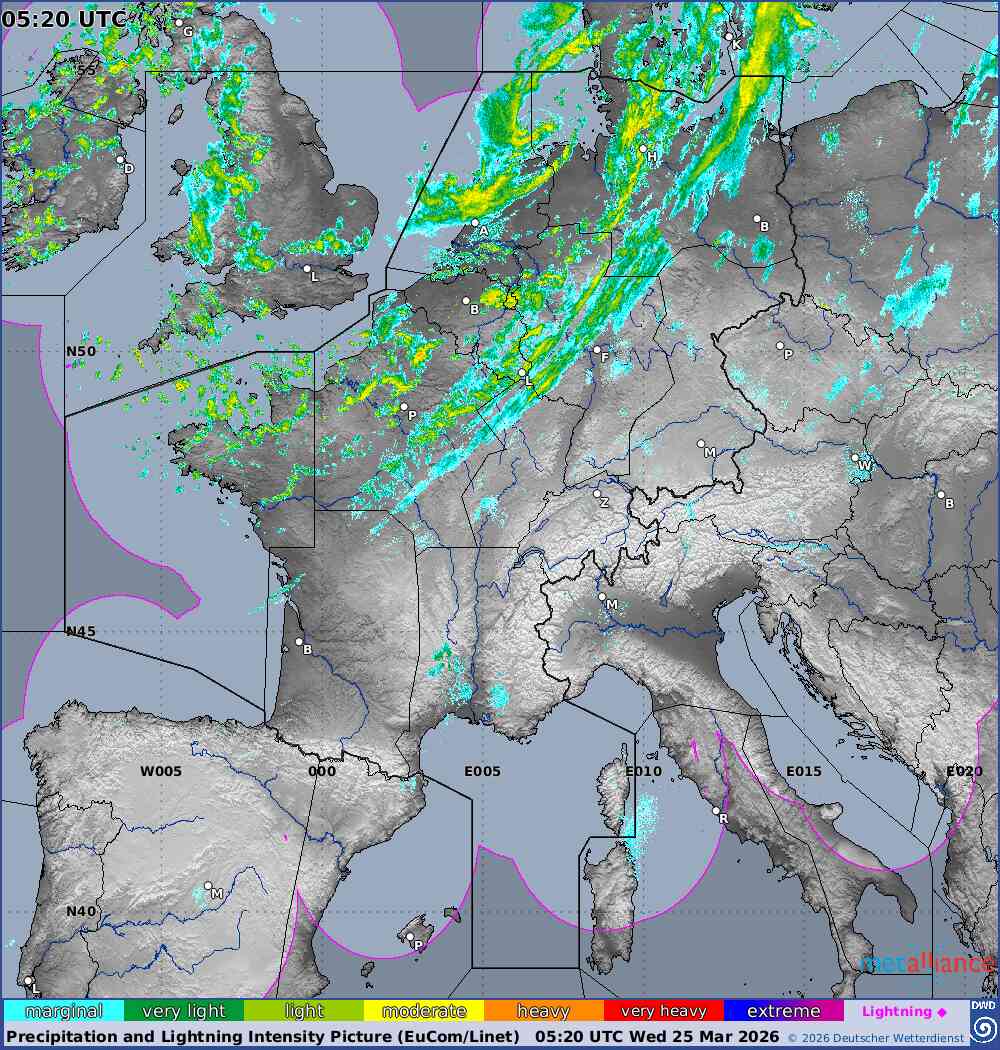 05:20 UTC
G
K
55
H
D
A
B
B
L
N50
P
F
L
P
M
W
Z
B
M
N45
B
W005
000
E005
E010
E015
E020
R
M
N40
P
L
metalliance
marginal very light light moderate heavy very heavy extreme Lightning ◆
DWD
Precipitation and Lightning Intensity Picture (EuCom/Linet) 05:20 UTC Wed 25 Mar 2026 © 2026 Deutscher Wetterdienst